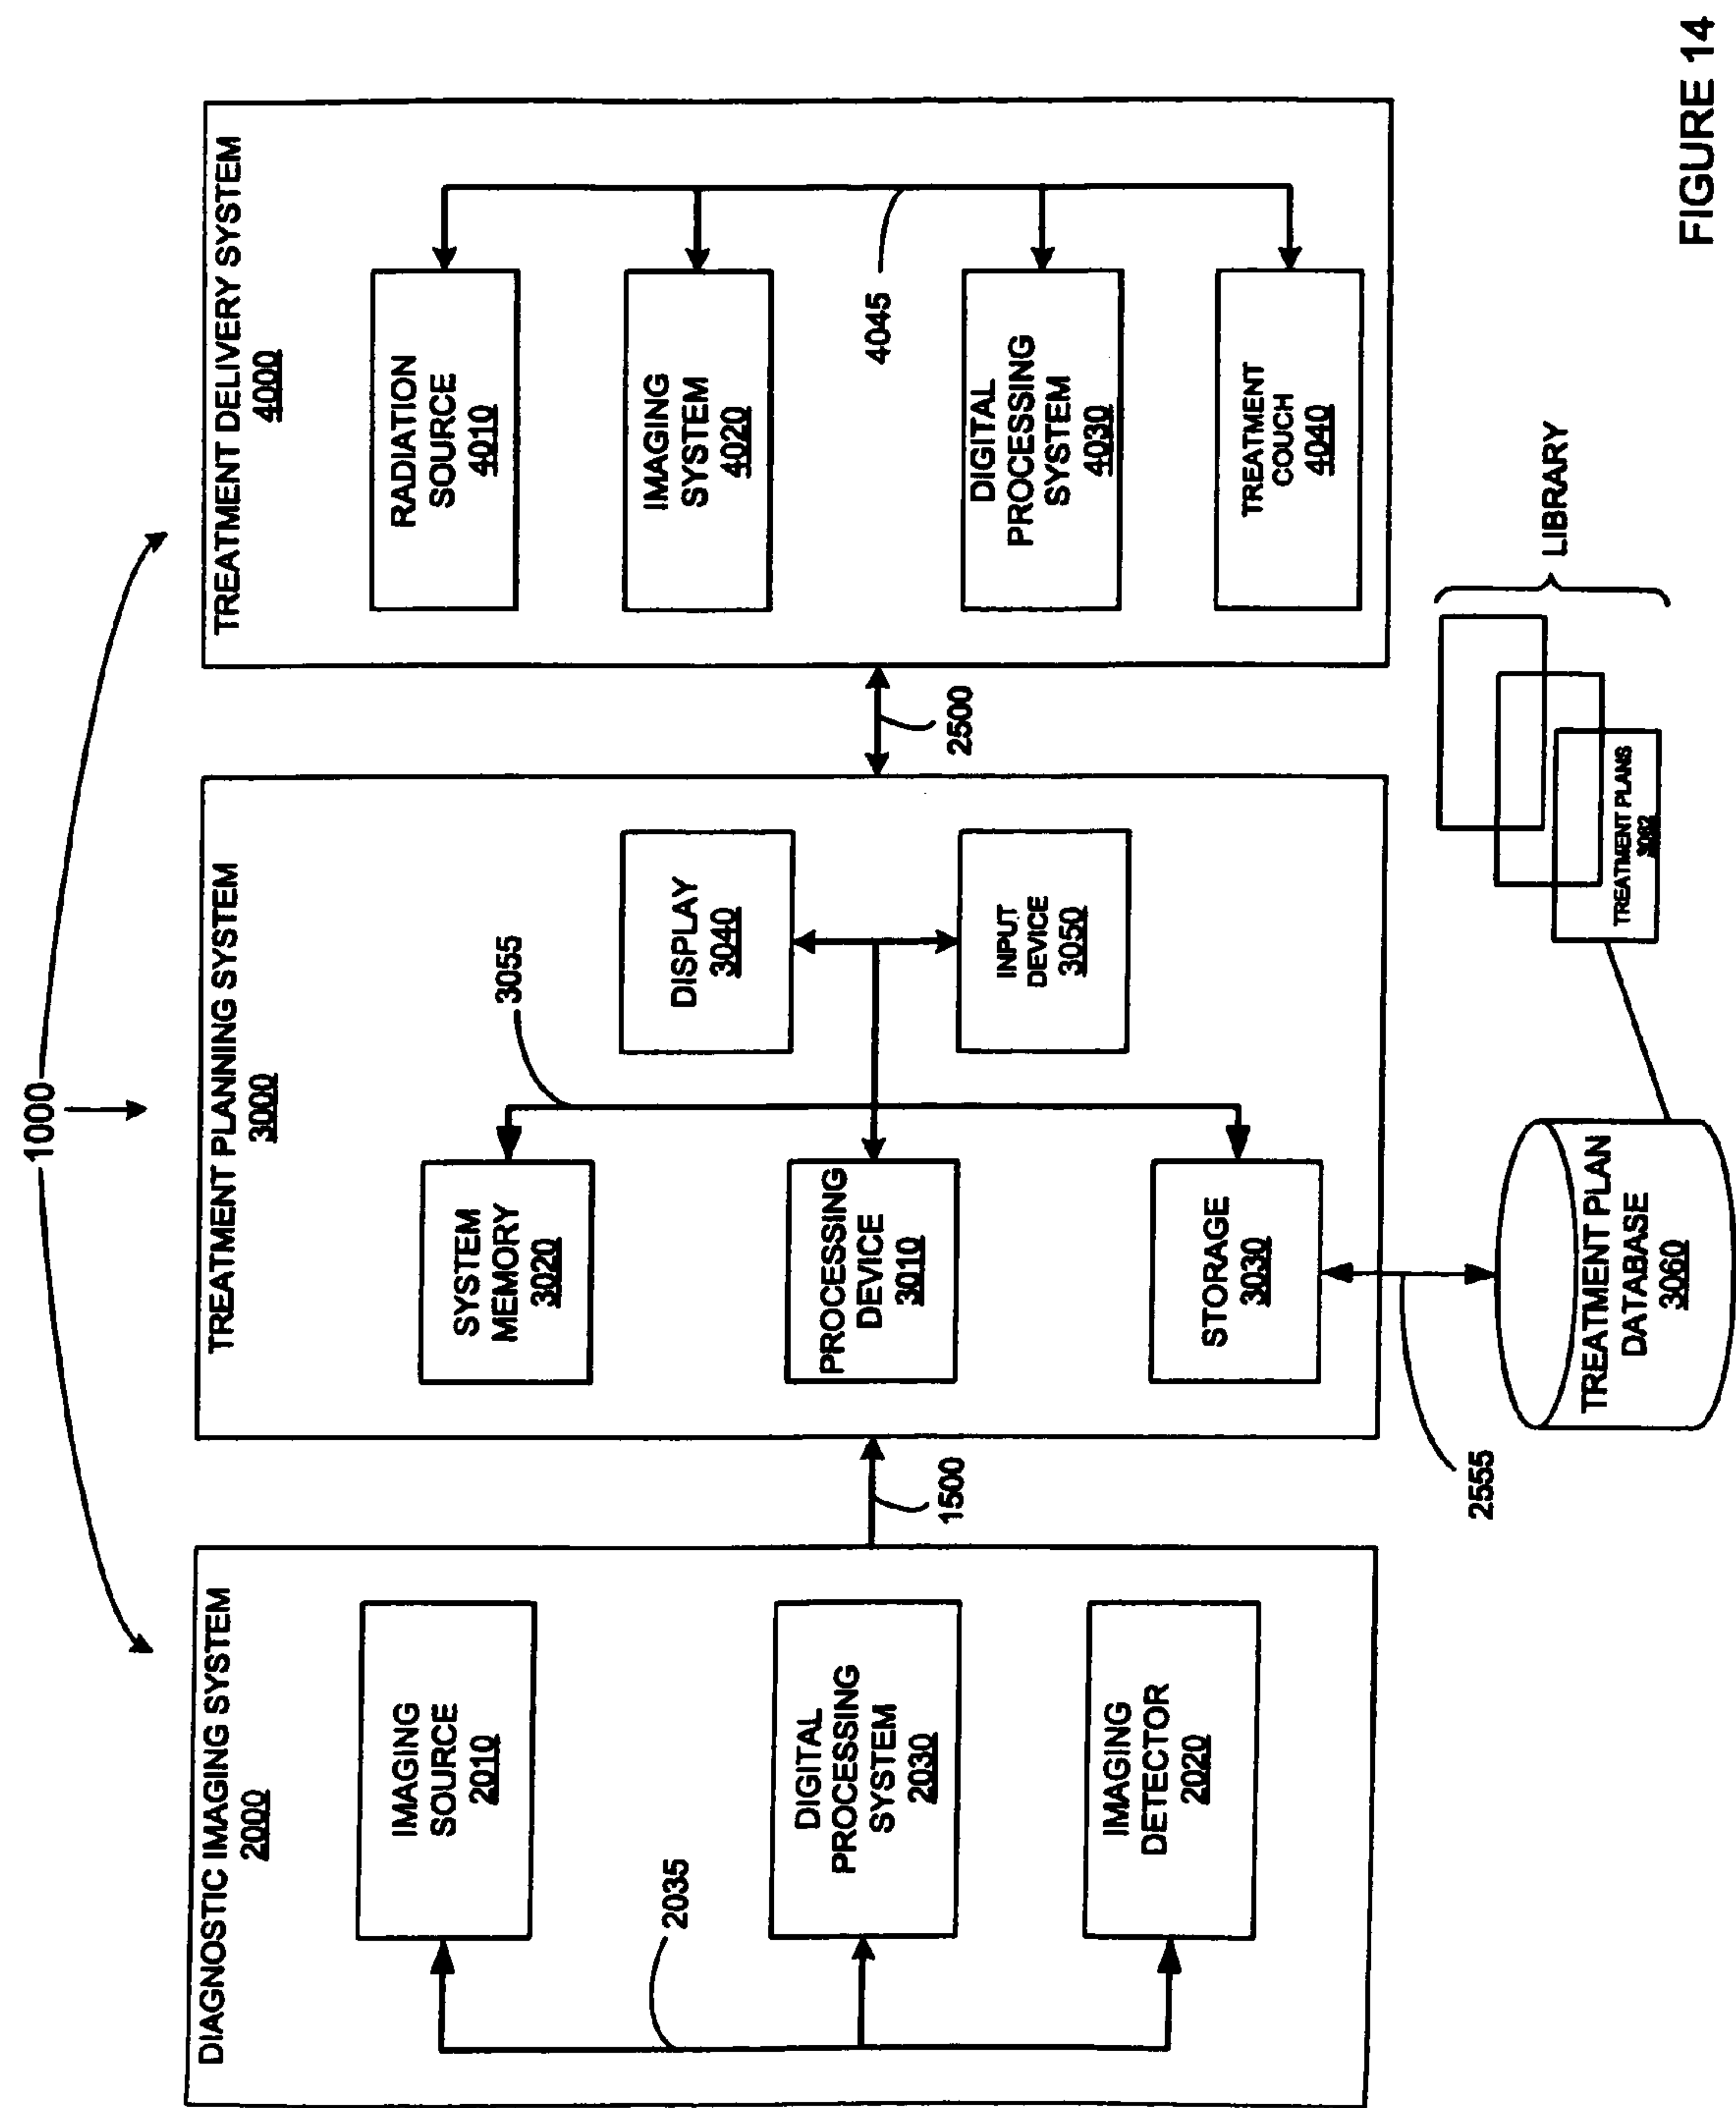 1000
DIAGNOSTIC IMAGING SYSTEM
2000
IMAGING
SOURCE
2010
2035
DIGITAL
PROCESSING
SYSTEM
2030
IMAGING
DETECTOR
2020
1500
TREATMENT PLANNING SYSTEM
3000
3055
SYSTEM
MEMORY
3020
DISPLAY
3040
PROCESSING
DEVICE
3010
INPUT
DEVICE
3050
STORAGE
3030
2555
TREATMENT PLAN
DATABASE
3060
TREATMENT PLANS
3062
LIBRARY
2500
TREATMENT DELIVERY SYSTEM
4000
RADIATION
SOURCE
4010
IMAGING
SYSTEM
4020
4045
DIGITAL
PROCESSING
SYSTEM
4030
TREATMENT
COUCH
4040
FIGURE 14